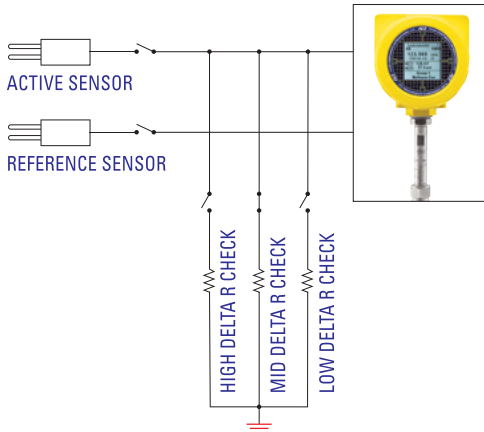 ACTIVE SENSOR
REFERENCE SENSOR
HIGH DELTA R CHECK
MID DELTA R CHECK
LOW DELTA R CHECK